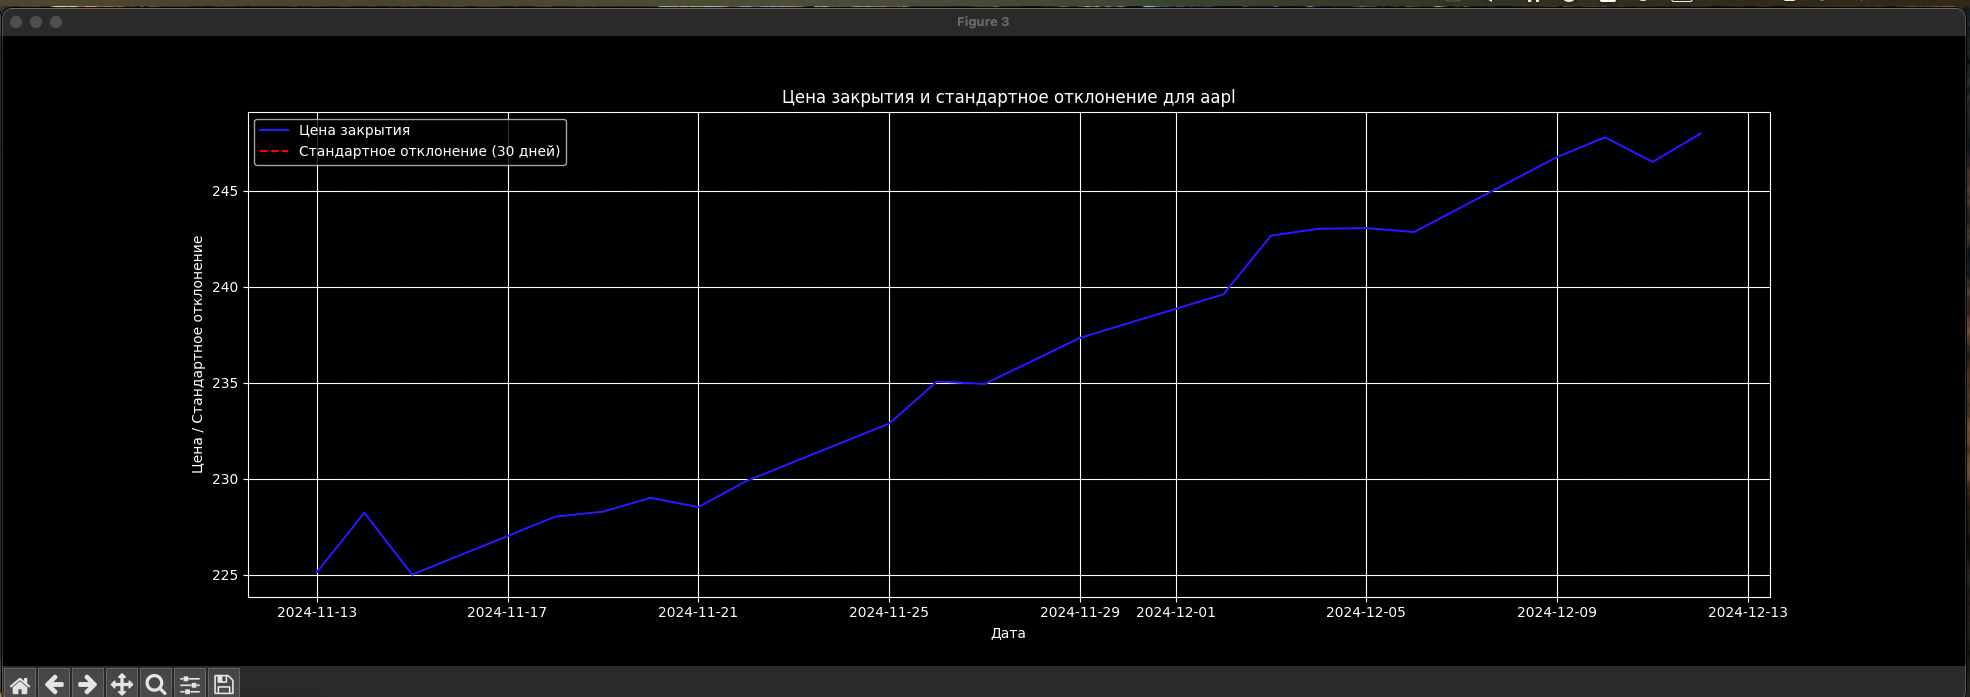 Figure 3
Цена закрытия и стандартное отклонение для aapl
Цена закрытия
Стандартное отклонение (30 дней)
245
240
235
230
225
Цена / Стандартное отклонение
2024-11-13 2024-11-17 2024-11-21 2024-11-25 2024-11-29 2024-12-01 2024-12-05 2024-12-09 2024-12-13
Дата